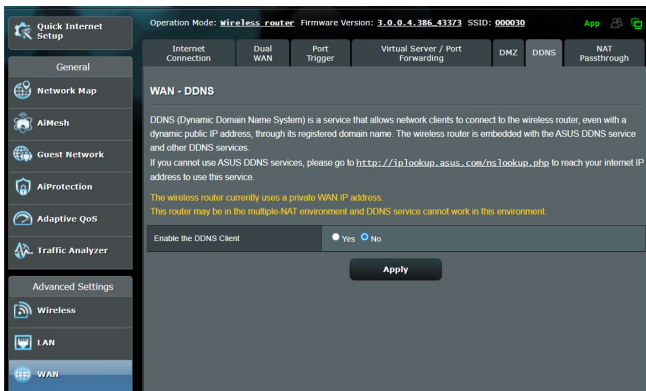 Quick Internet
Setup
Operation Mode: Wireless router Firmware Version: 3.0.0.4.386_43373 SSID: 000030 App
Internet
Connection
Dual
WAN
Port
Trigger
Virtual Server / Port
Forwarding
DMZ
DDNS
NAT
Passthrough
General
Network Map
AiMesh
Guest Network
AiProtection
Adaptive QoS
Traffic Analyzer
Advanced Settings
Wireless
LAN
WAN
WAN - DDNS
DDNS (Dynamic Domain Name System) is a service that allows network clients to connect to the wireless router, even with a
dynamic public IP address, through its registered domain name. The wireless router is embedded with the ASUS DDNS service
and other DDNS services.
If you cannot use ASUS DDNS services, please go to http://iplookup.asus.com/nslookup.php to reach your internet IP
address to use this service.
The wireless router currently uses a private WAN IP address.
This router may be in the multiple-NAT environment and DDNS service cannot work in this environment.
Enable the DDNS Client Yes No
Apply